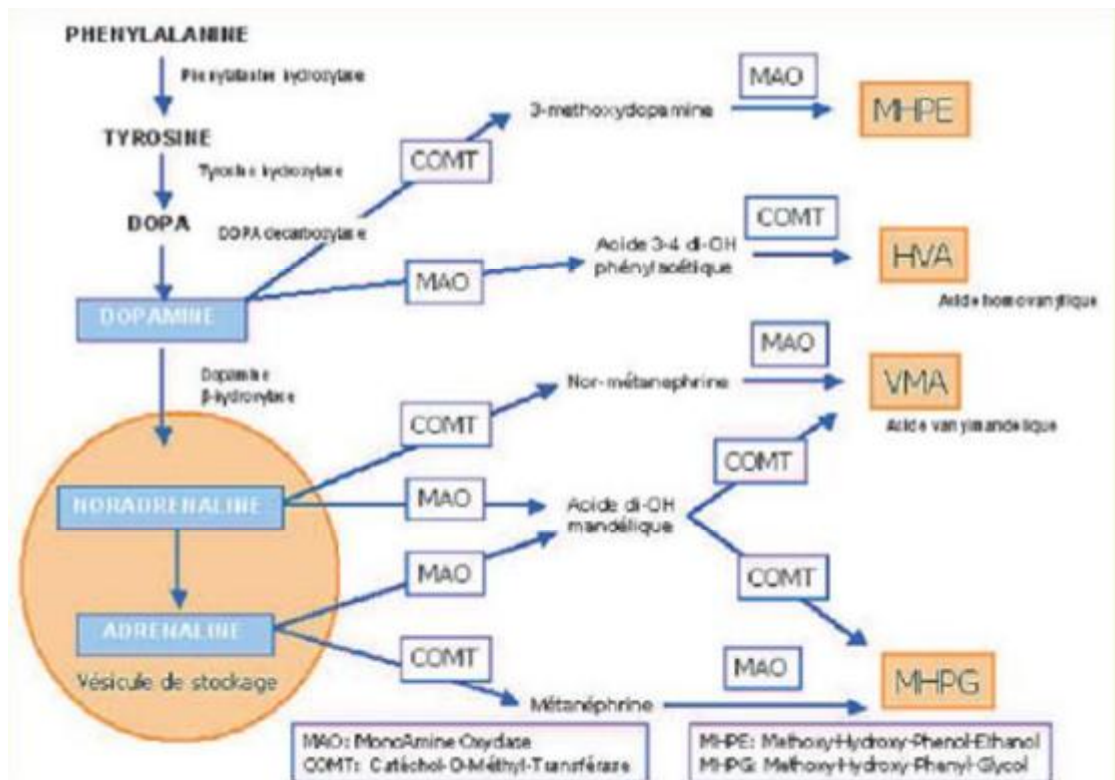 PHENYLALANINE
Phenylalanine hydroxylase
TYROSINE
Tyrosine hydroxylase
DOPA
DOPA decarboxylase
DOPAMINE
Dopamine
β-hydroxylase
NORADRENALINE
ADRENALINE
Vésicule de stockage
COMT
3-methoxydopamine
MAO
MHPE
MAO
Acide 3-4 di-OH
phénylacétique
COMT
HVA
Acide homovanylique
COMT
Nor-métanephrine
MAO
VMA
Acide vanylmandélique
MAO
MAO
Acide di-OH
mandélique
COMT
COMT
COMT
Métanéphrine
MAO
MHPG
MAO: MonoAmine Oxydase
COMT: Catéchol-O-Méthyl-Transférase
MHPE: Methoxy-Hydroxy-Phenol-Ethanol
MHPG: Methoxy-Hydroxy-Phenyl-Glycol